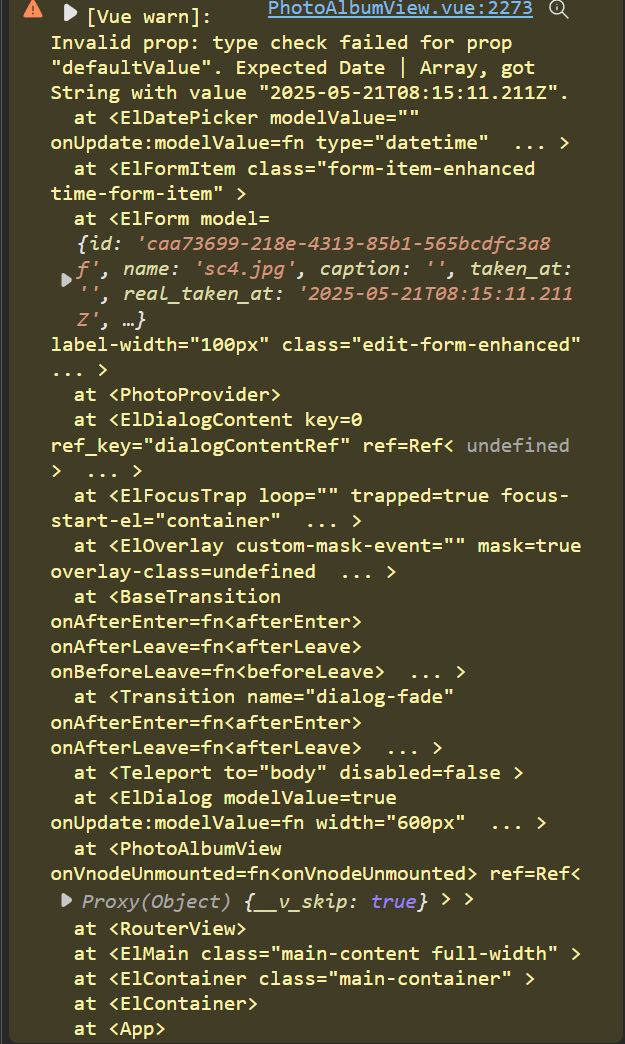 [Vue warn]: PhotoAlbumView.vue:2273
Invalid prop: type check failed for prop
"defaultValue". Expected Date | Array, got
String with value "2025-05-21T08:15:11.211Z".
at <ElDatePicker modelValue=""
onUpdate:modelValue=fn type="datetime" ... >
at <ElFormItem class="form-item-enhanced
time-form-item" >
at <ElForm model=
{id: 'caa73699-218e-4313-85b1-565bcdfc3a8
f', name: 'sc4.jpg', caption: '', taken_at:
'', real_taken_at: '2025-05-21T08:15:11.211
Z', …}
label-width="100px" class="edit-form-enhanced"
... >
at <PhotoProvider>
at <ElDialogContent key=0
ref_key="dialogContentRef" ref=Ref< undefined
> ... >
at <ElFocusTrap loop="" trapped=true focus-
start-el="container" ... >
at <ElOverlay custom-mask-event="" mask=true
overlay-class=undefined ... >
at <BaseTransition
onAfterEnter=fn<afterEnter>
onAfterLeave=fn<afterLeave>
onBeforeLeave=fn<beforeLeave> ... >
at <Transition name="dialog-fade"
onAfterEnter=fn<afterEnter>
onAfterLeave=fn<afterLeave> ... >
at <Teleport to="body" disabled=false >
at <ElDialog modelValue=true
onUpdate:modelValue=fn width="600px" ... >
at <PhotoAlbumView
onVnodeUnmounted=fn<onVnodeUnmounted> ref=Ref<
Proxy(Object) {__v_skip: true} > >
at <RouterView>
at <ElMain class="main-content full-width" >
at <ElContainer class="main-container" >
at <ElContainer>
at <App>